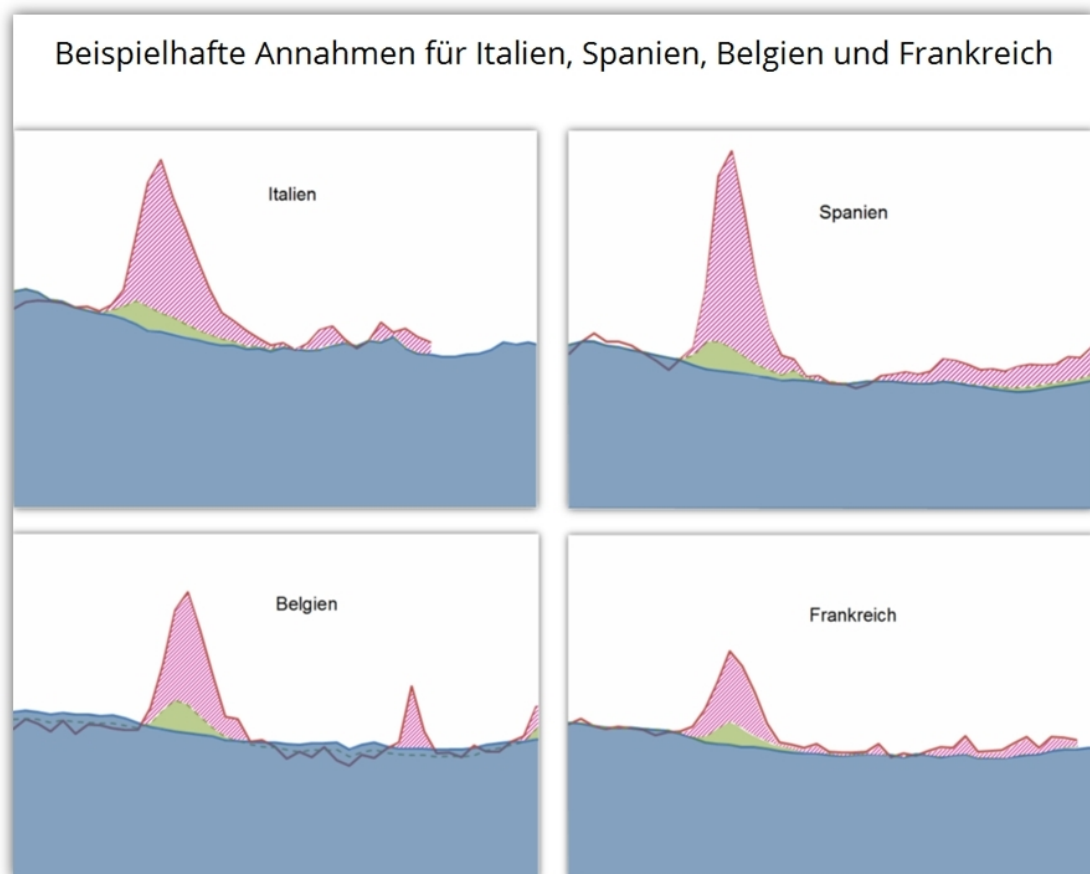 Beispielhafte Annahmen für Italien, Spanien, Belgien und Frankreich
Italien
Spanien
Belgien
Frankreich